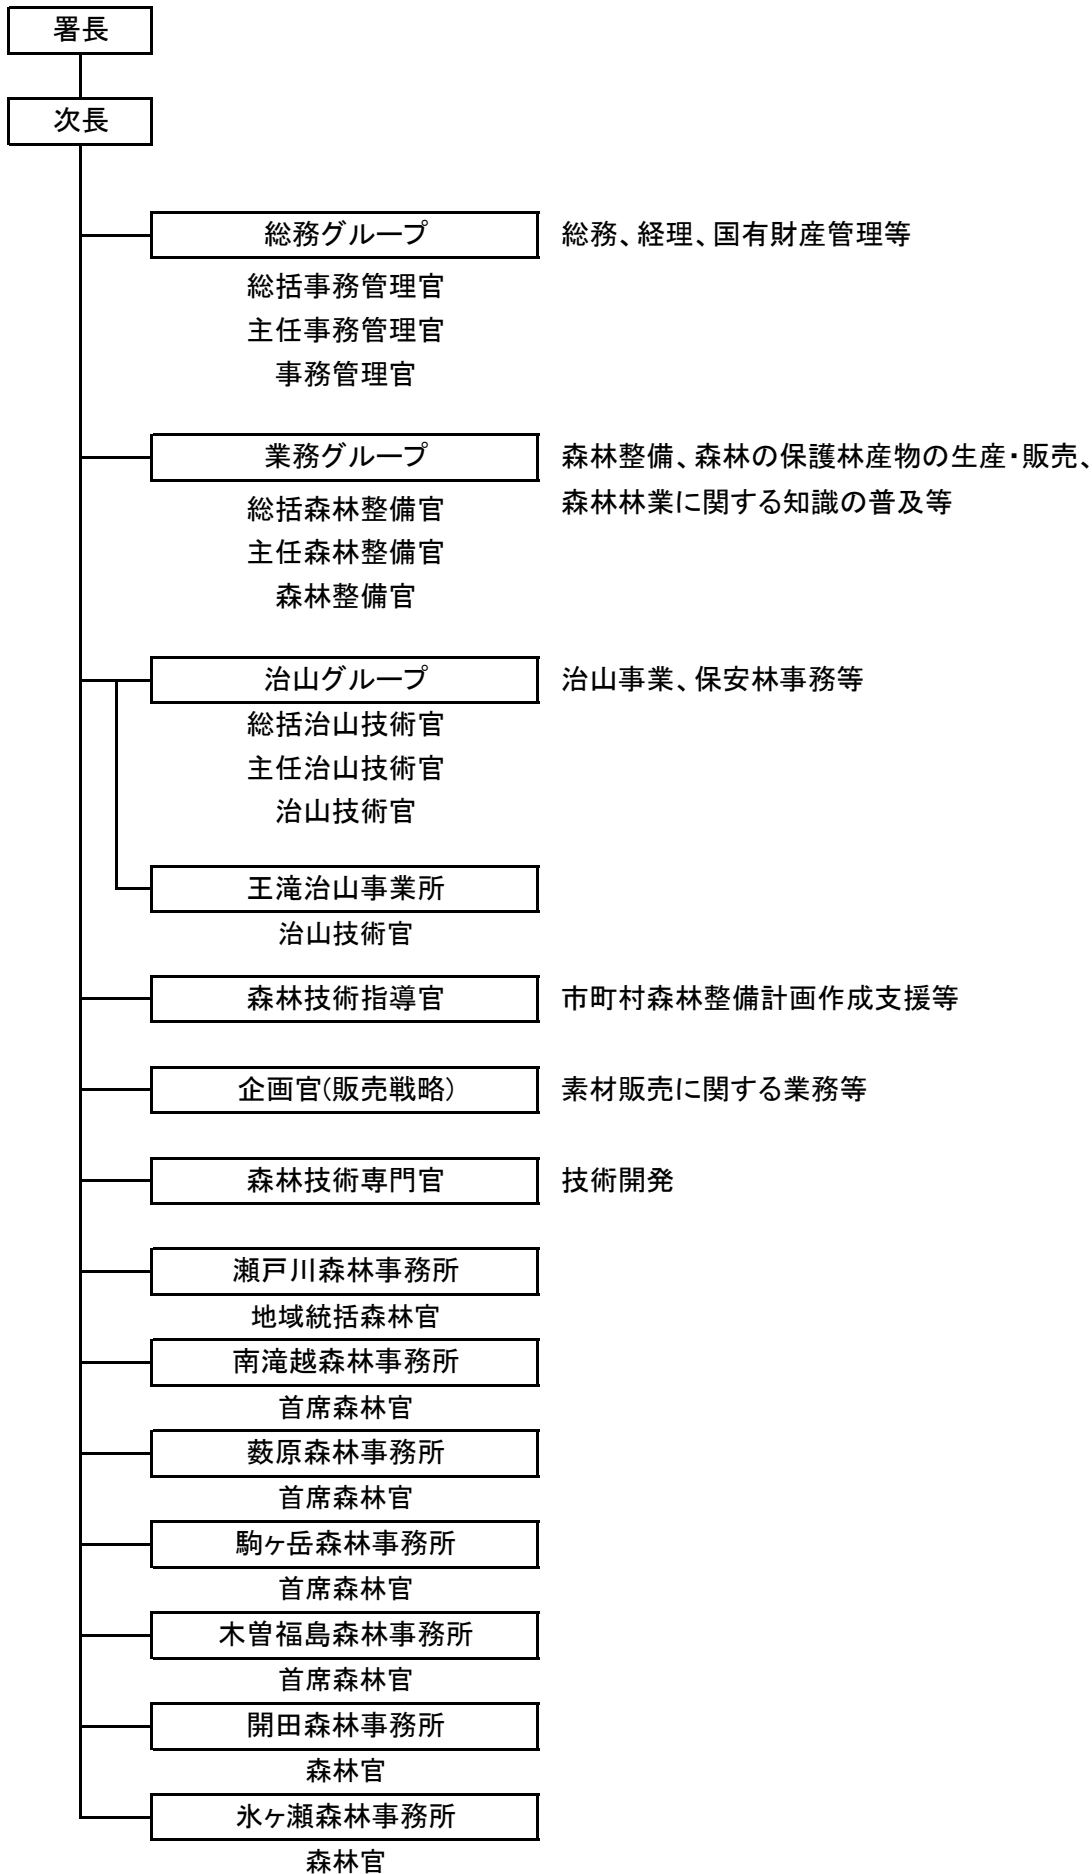 署長
次長
総務グループ 総務、経理、国有財産管理等
総括事務管理官
主任事務管理官
事務管理官
業務グループ 森林整備、森林の保護林産物の生産・販売、
総括森林整備官 森林林業に関する知識の普及等
主任森林整備官
森林整備官
治山グループ 治山事業、保安林事務等
総括治山技術官
主任治山技術官
治山技術官
王滝治山事業所
治山技術官
森林技術指導官 市町村森林整備計画作成支援等
企画官(販売戦略) 素材販売に関する業務等
森林技術専門官 技術開発
瀬戸川森林事務所
地域統括森林官
南滝越森林事務所
首席森林官
薮原森林事務所
首席森林官
駒ヶ岳森林事務所
首席森林官
木曽福島森林事務所
首席森林官
開田森林事務所
森林官
氷ヶ瀬森林事務所
森林官